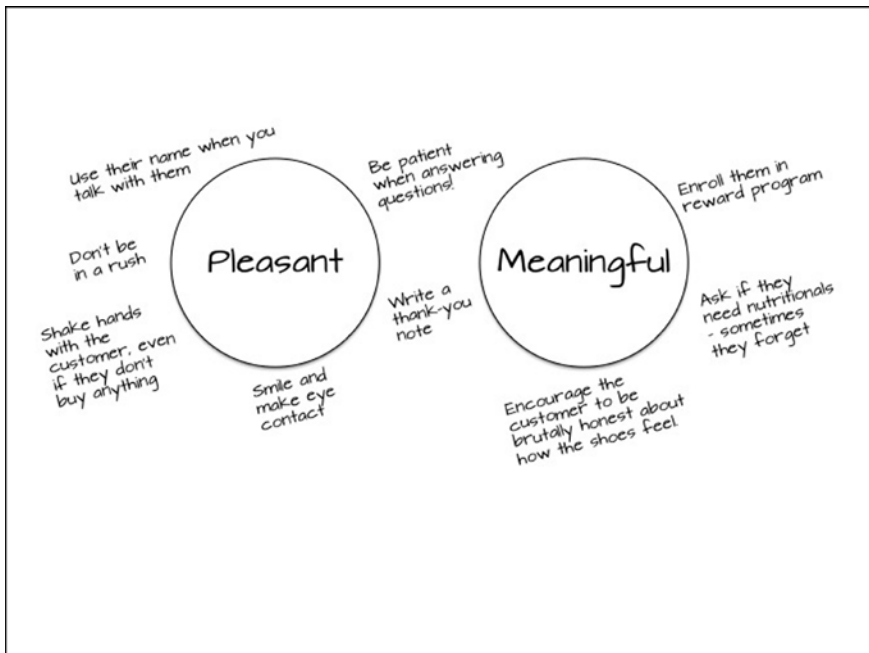 Use their name when you
talk with them
Be patient
when answering
questions!
Enroll them in
reward program
Don't be
in a rush
Pleasant
Meaningful
Shake hands
with the
customer, even
if they don't
buy anything
Write a
thank-you
note
Ask if they
need nutritionals
- sometimes
they forget
Smile and
make eye
contact
Encourage the
customer to be
brutally honest about
how the shoes feel.